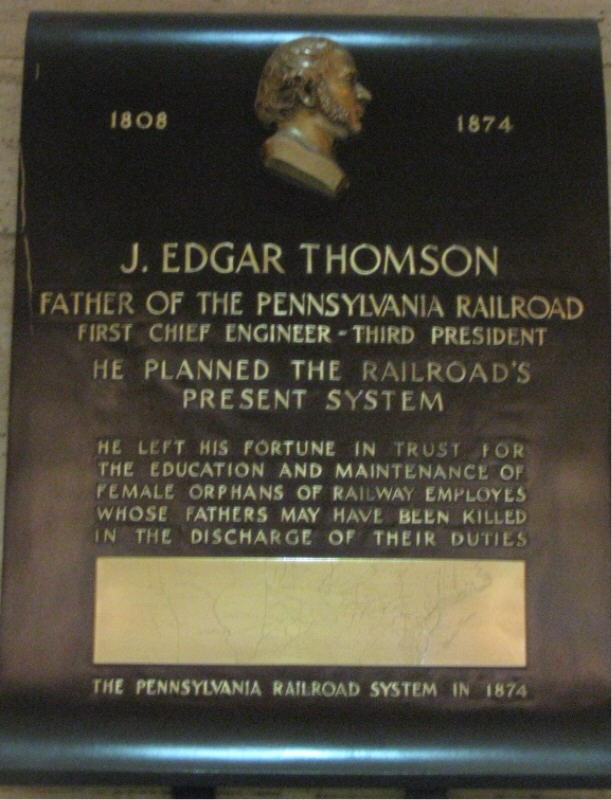 1808 1874
J. EDGAR THOMSON
FATHER OF THE PENNSYLVANIA RAILROAD
FIRST CHIEF ENGINEER - THIRD PRESIDENT
HE PLANNED THE RAILROAD'S
PRESENT SYSTEM
HE LEFT HIS FORTUNE IN TRUST FOR
THE EDUCATION AND MAINTENANCE OF
FEMALE ORPHANS OF RAILWAY EMPLOYES
WHOSE FATHERS MAY HAVE BEEN KILLED
IN THE DISCHARGE OF THEIR DUTIES
THE PENNSYLVANIA RAILROAD SYSTEM IN 1874